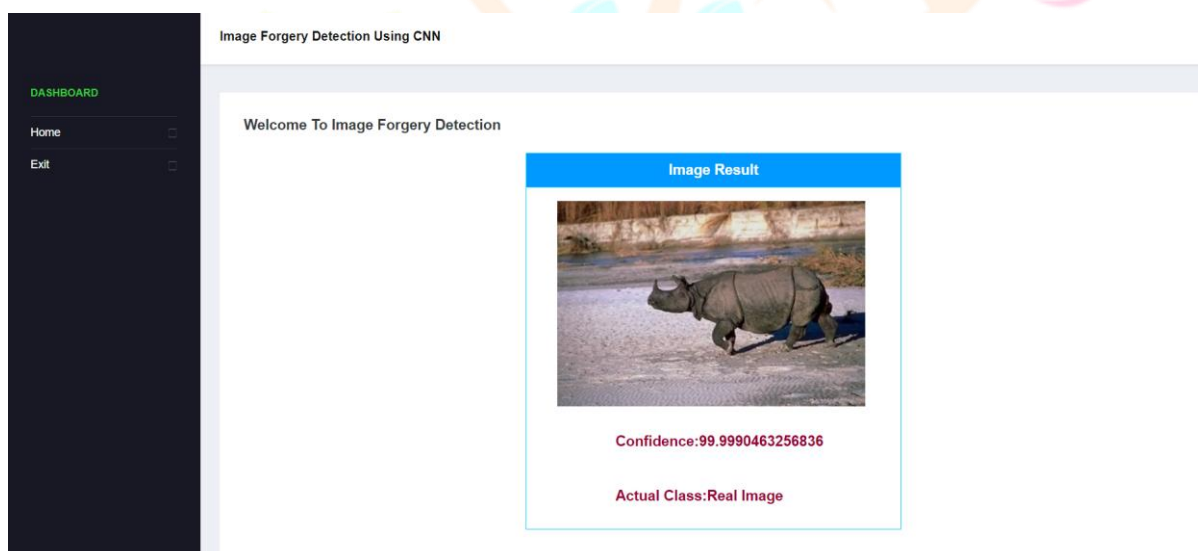 Image Forgery Detection Using CNN
DASHBOARD
Home
Exit
Welcome To Image Forgery Detection
Image Result
Confidence:99.9990463256836
Actual Class:Real Image